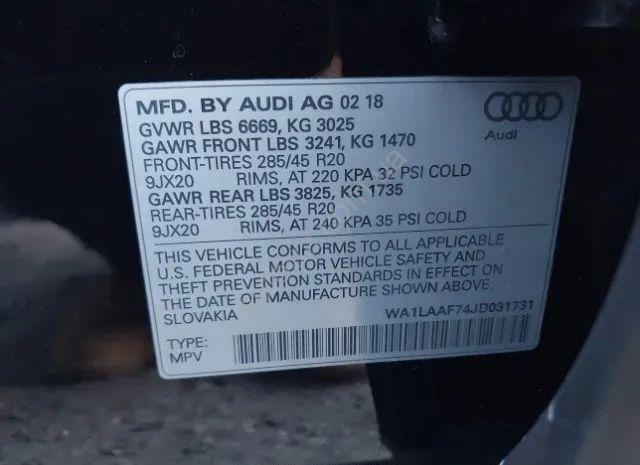 MFD. BY AUDI AG 02 18
GVWR LBS 6669, KG 3025
GAWR FRONT LBS 3241, KG 1470
FRONT-TIRES 285/45 R20
9JX20 RIMS, AT 220 KPA 32 PSI COLD
GAWR REAR LBS 3825, KG 1735
REAR-TIRES 285/45 R20
9JX20 RIMS, AT 240 KPA 35 PSI COLD
Audi
THIS VEHICLE CONFORMS TO ALL APPLICABLE
U.S. FEDERAL MOTOR VEHICLE SAFETY AND
THEFT PREVENTION STANDARDS IN EFFECT
ON THE DATE OF MANUFACTURE SHOWN ABOVE.
SLOVAKIA
WA1LAAF74JD031731
TYPE:
MPV